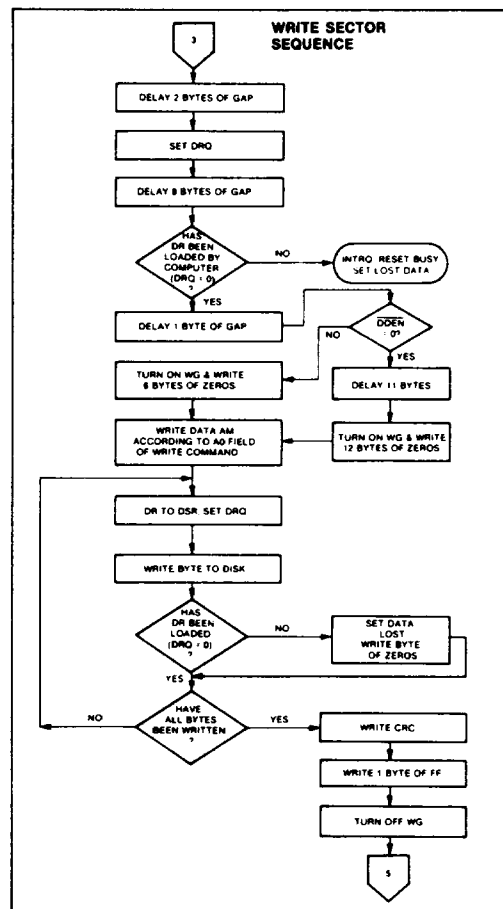 WRITE SECTOR
SEQUENCE
3
DELAY 2 BYTES OF GAP
SET DRQ
DELAY 8 BYTES OF GAP
HAS
DR BEEN
LOADED BY
COMPUTER
(DRQ = 0)
?
NO
INTRQ RESET BUSY
SET LOST DATA
YES
DELAY 1 BYTE OF GAP
DDEN
= 0?
NO
YES
TURN ON WG & WRITE
6 BYTES OF ZEROS
DELAY 11 BYTES
WRITE DATA AM
ACCORDING TO A0 FIELD
OF WRITE COMMAND
TURN ON WG & WRITE
12 BYTES OF ZEROS
DR TO DSR, SET DRQ
WRITE BYTE TO DISK
HAS
DR BEEN
LOADED
(DRQ = 0)
?
NO
SET DATA
LOST
WRITE BYTE
OF ZEROS
YES
HAVE
ALL BYTES
BEEN WRITTEN
?
NO
YES
WRITE CRC
WRITE 1 BYTE OF FF
TURN OFF WG
5